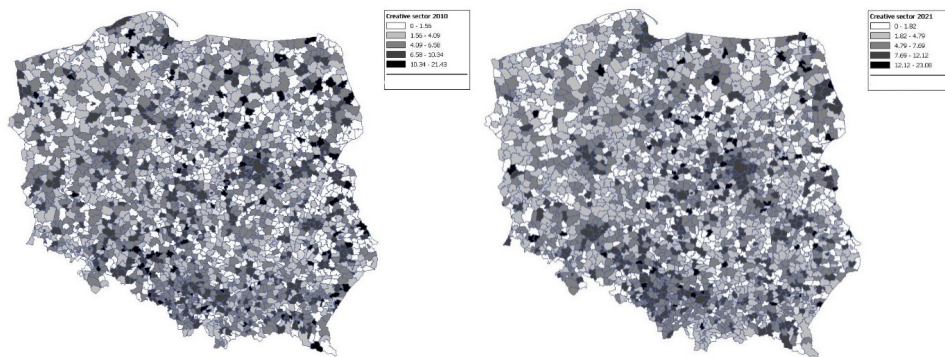 Creative sector 2010
0 - 1.56
1.56 - 4.09
4.09 - 6.58
6.58 - 10.34
10.34 - 21.43
Creative sector 2021
0 - 1.82
1.82 - 4.79
4.79 - 7.69
7.69 - 12.12
12.12 - 23.08